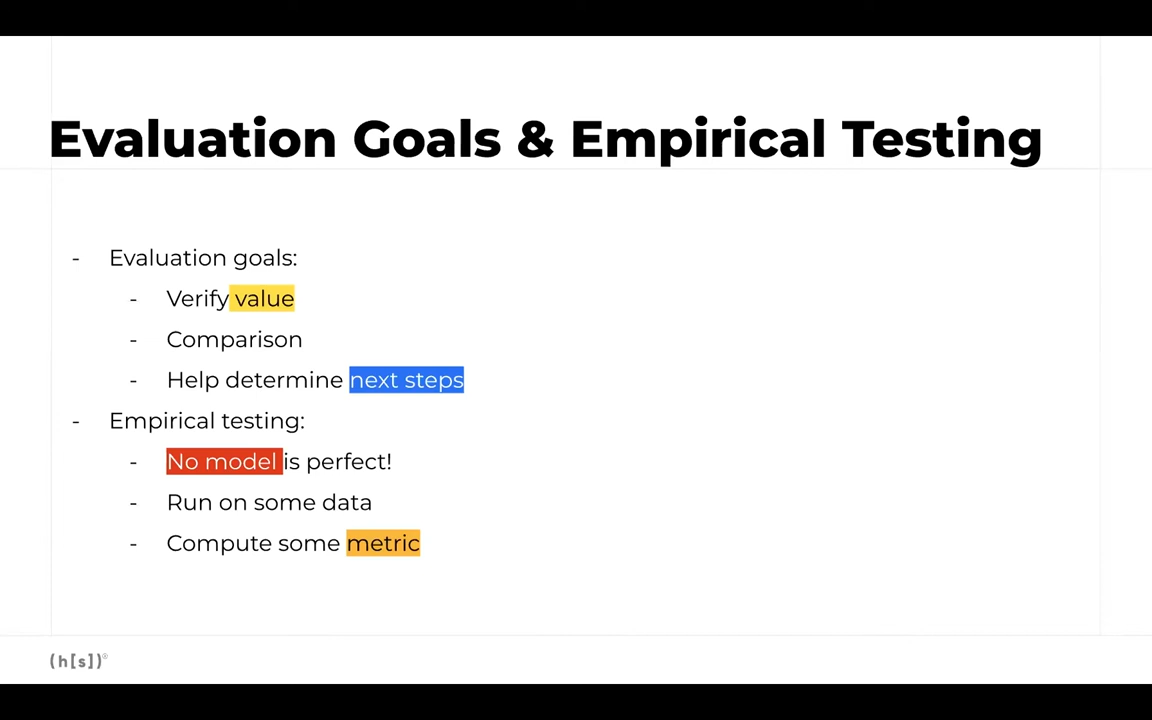 Evaluation Goals & Empirical Testing
- Evaluation goals:
- Verify value
- Comparison
- Help determine next steps
- Empirical testing:
- No model is perfect!
- Run on some data
- Compute some metric
(h[s])®